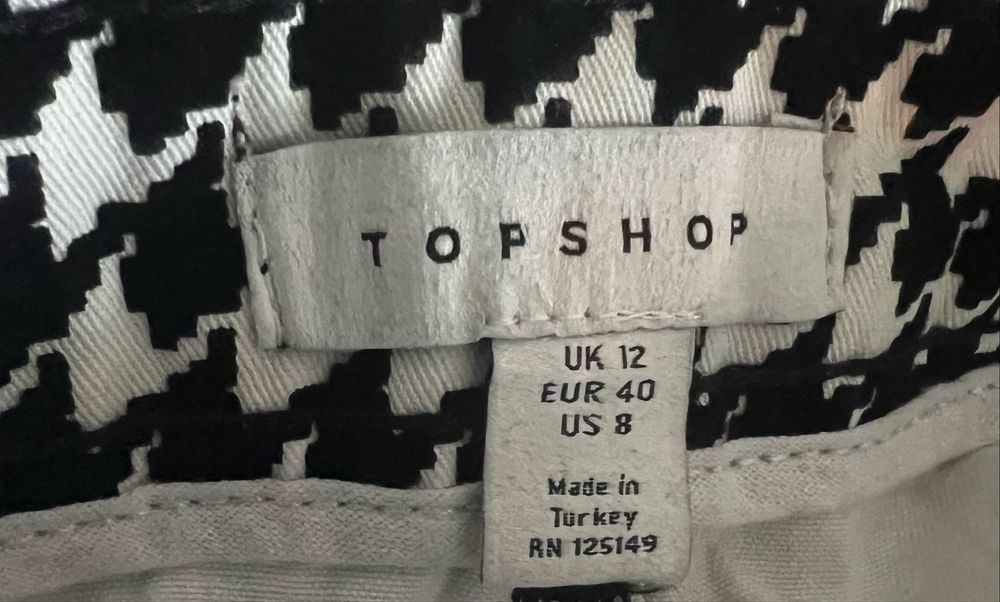 TOPSHOP
UK 12
EUR 40
US 8
Made in
Turkey
RN 125149